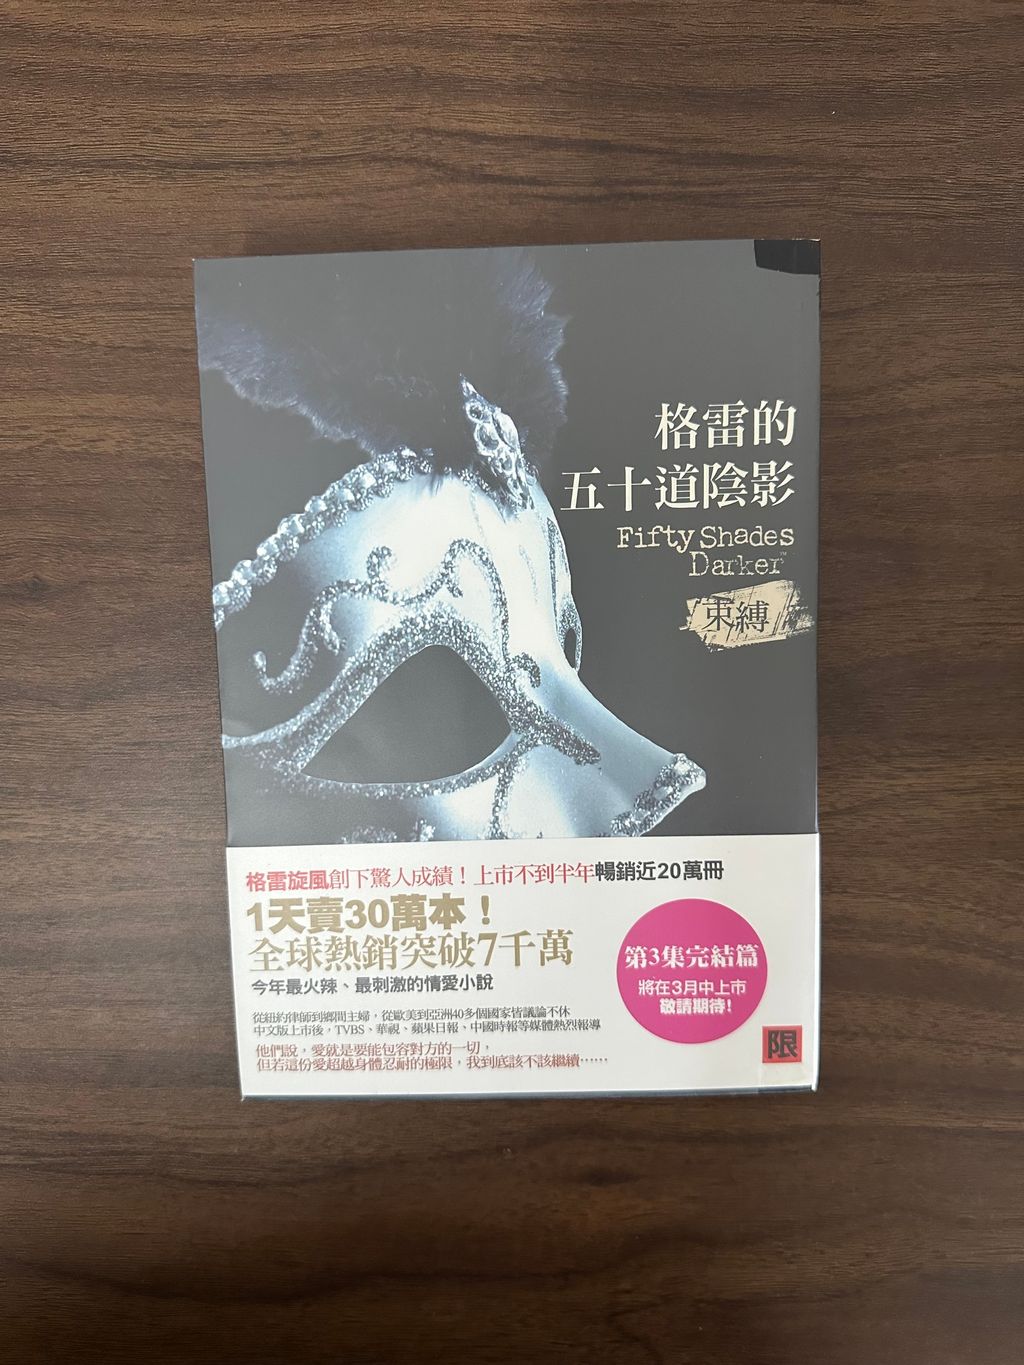 格雷的
五十道陰影
Fifty Shades
Darker™
束縛
格雷旋風創下驚人成績！上市不到半年暢銷近20萬冊
1天賣30萬本！
全球熱銷突破7千萬
今年最火辣、最刺激的情愛小說
從紐約律師到鄉間主婦，從歐美到亞洲40多個國家皆議論不休
中文版上市後，TVBS、華視、蘋果日報、中國時報等媒體熱烈報導
他們說，愛就是要能包容對方的一切，
但若這份愛超越身體忍耐的極限，我到底該不該繼續……
第3集完結篇
將在3月中上市
敬請期待！
限